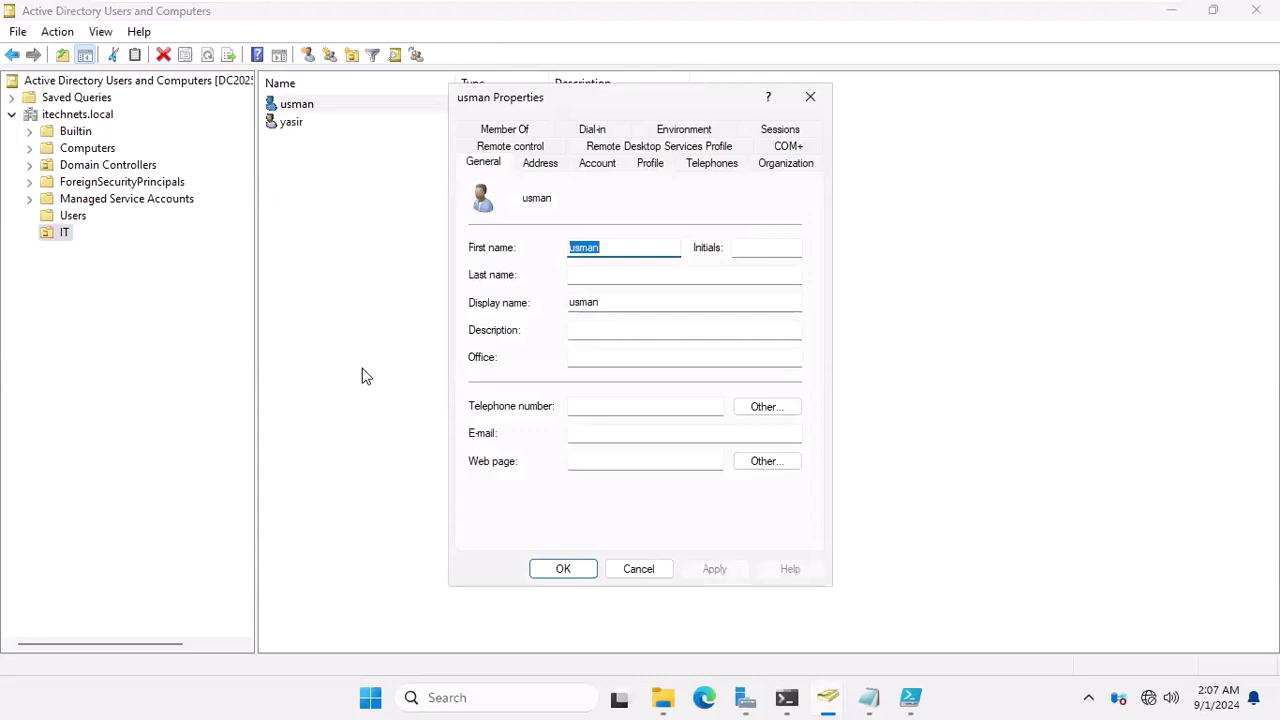 Active Directory Users and Computers
File Action View Help
Active Directory Users and Computers [DC2025
Saved Queries
itechnets.local
Builtin
Computers
Domain Controllers
ForeignSecurityPrincipals
Managed Service Accounts
Users
IT
Name Type Description
usman
yasir
usman Properties
? 
Member Of Dial-in Environment Sessions
Remote control Remote Desktop Services Profile COM+
General Address Account Profile Telephones Organization
usman
First name: usman Initials:
Last name:
Display name: usman
Description:
Office:
Telephone number: Other...
E-mail:
Web page: Other...
OK Cancel Apply Help
Search
2:07 AM
9/1/2024